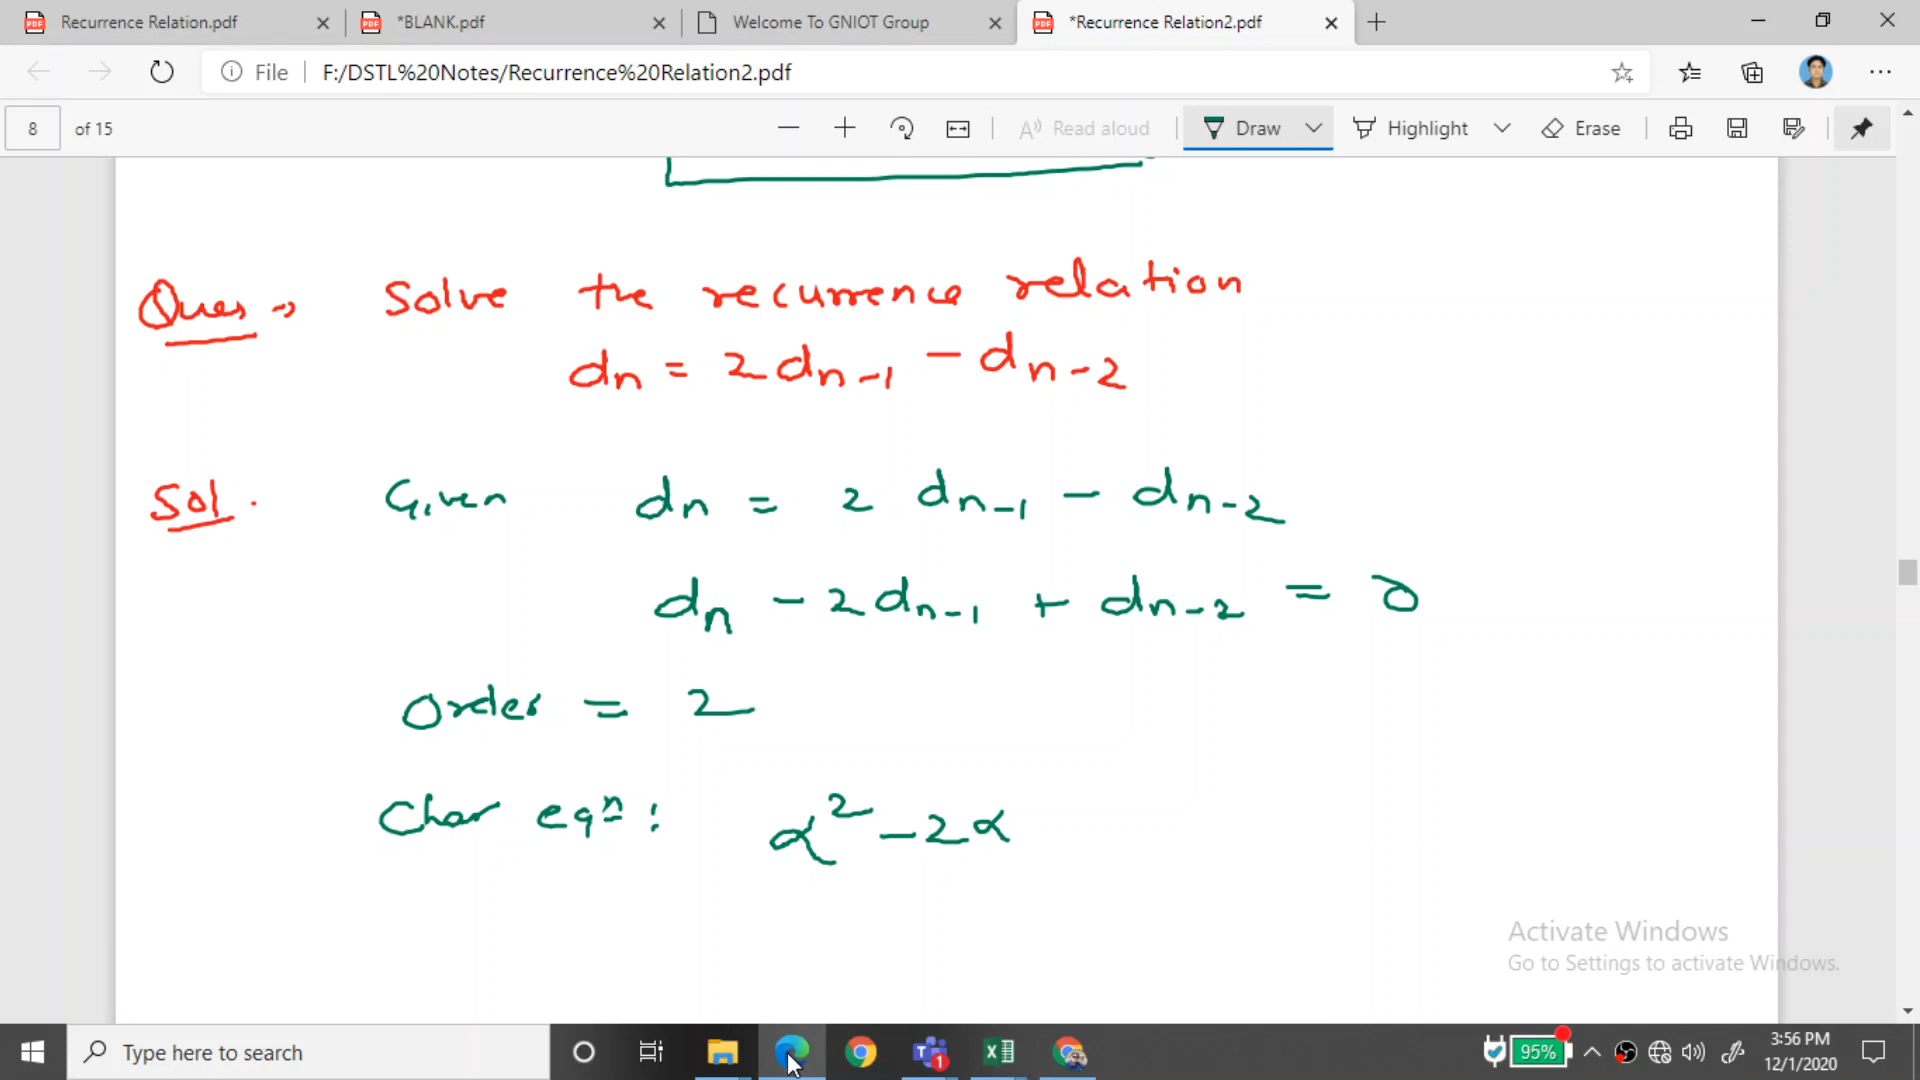 Recurrence Relation.pdf
*BLANK.pdf
Welcome To GNIOT Group
*Recurrence Relation2.pdf
File
F:/DSTL%20Notes/Recurrence%20Relation2.pdf
8 of 15
Read aloud
Draw
Highlight
Erase
Ques → Solve the recurrence relation
dn = 2dn-1 - dn-2
Sol. Given dn = 2 dn-1 - dn-2
dn - 2dn-1 + dn-2 = 0
Order = 2
Char eqn : α² - 2α
Activate Windows
Go to Settings to activate Windows.
Type here to search
1
95%
3:56 PM
12/1/2020